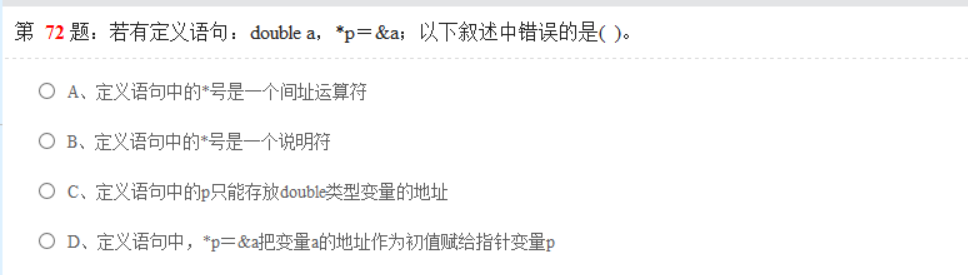 第 72 题：若有定义语句：double a，*p＝&a；以下叙述中错误的是( )。
A、定义语句中的*号是一个间址运算符
B、定义语句中的*号是一个说明符
C、定义语句中的p只能存放double类型变量的地址
D、定义语句中，*p＝&a把变量a的地址作为初值赋给指针变量p